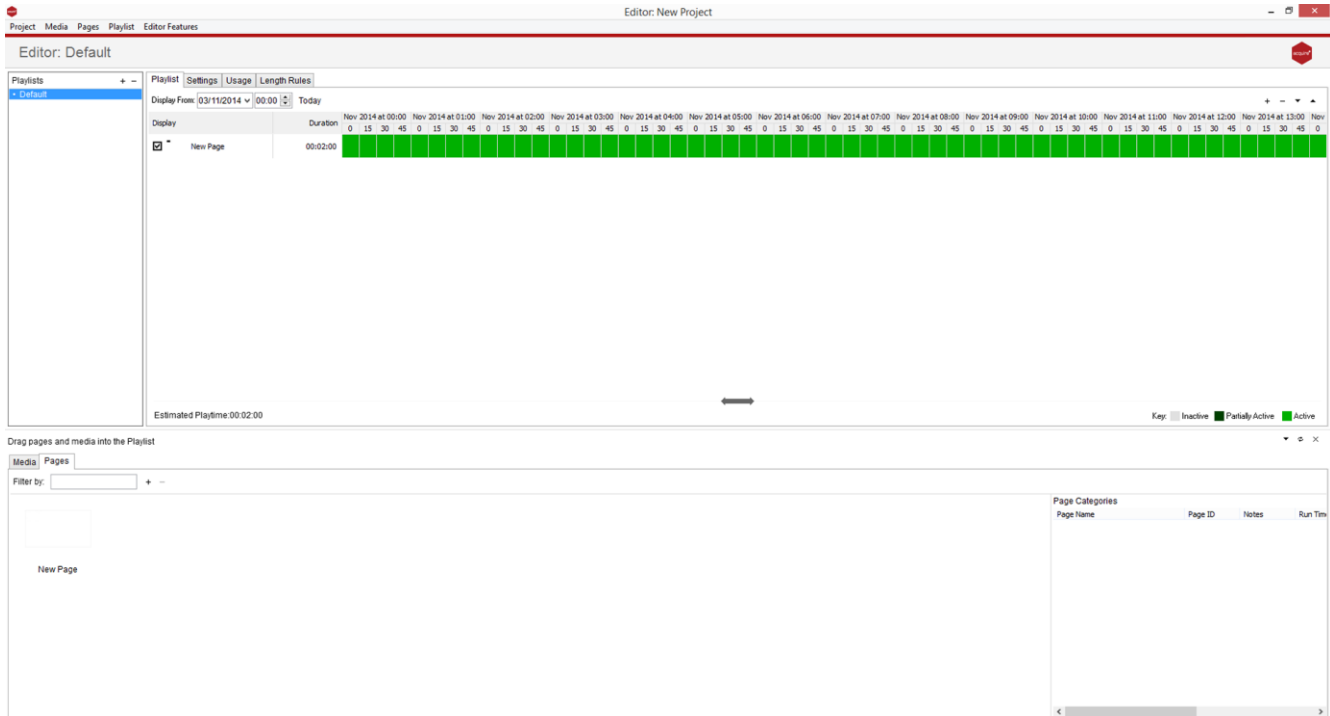 Editor: New Project
Project Media Pages Playlist Editor Features
Editor: Default
Playlists + −
Default
Playlist Settings Usage Length Rules
Display From: 03/11/2014 00:00 Today
Display Duration
Nov 2014 at 00:00 Nov 2014 at 01:00 Nov 2014 at 02:00 Nov 2014 at 03:00 Nov 2014 at 04:00 Nov 2014 at 05:00 Nov 2014 at 06:00 Nov 2014 at 07:00 Nov 2014 at 08:00 Nov 2014 at 09:00 Nov 2014 at 10:00 Nov 2014 at 11:00 Nov 2014 at 12:00 Nov 2014 at 13:00 Nov
0 15 30 45 0 15 30 45 0 15 30 45 0 15 30 45 0 15 30 45 0 15 30 45 0 15 30 45 0 15 30 45 0 15 30 45 0 15 30 45 0 15 30 45 0 15 30 45 0 15 30 45 0 15 30 45 0
New Page 00:02:00
Estimated Playtime:00:02:00
Key: Inactive Partially Active Active
Drag pages and media into the Playlist
Media Pages
Filter by: + −
New Page
Page Categories
Page Name Page ID Notes Run Tim